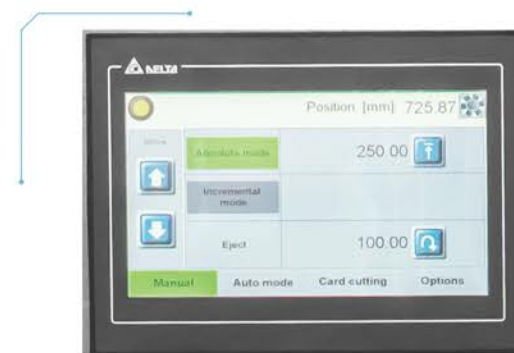 DELTA
Position [mm] 725.87
Absolute mode 250.00
Incremental
mode
Eject 100.00
Manual Auto mode Card cutting Options